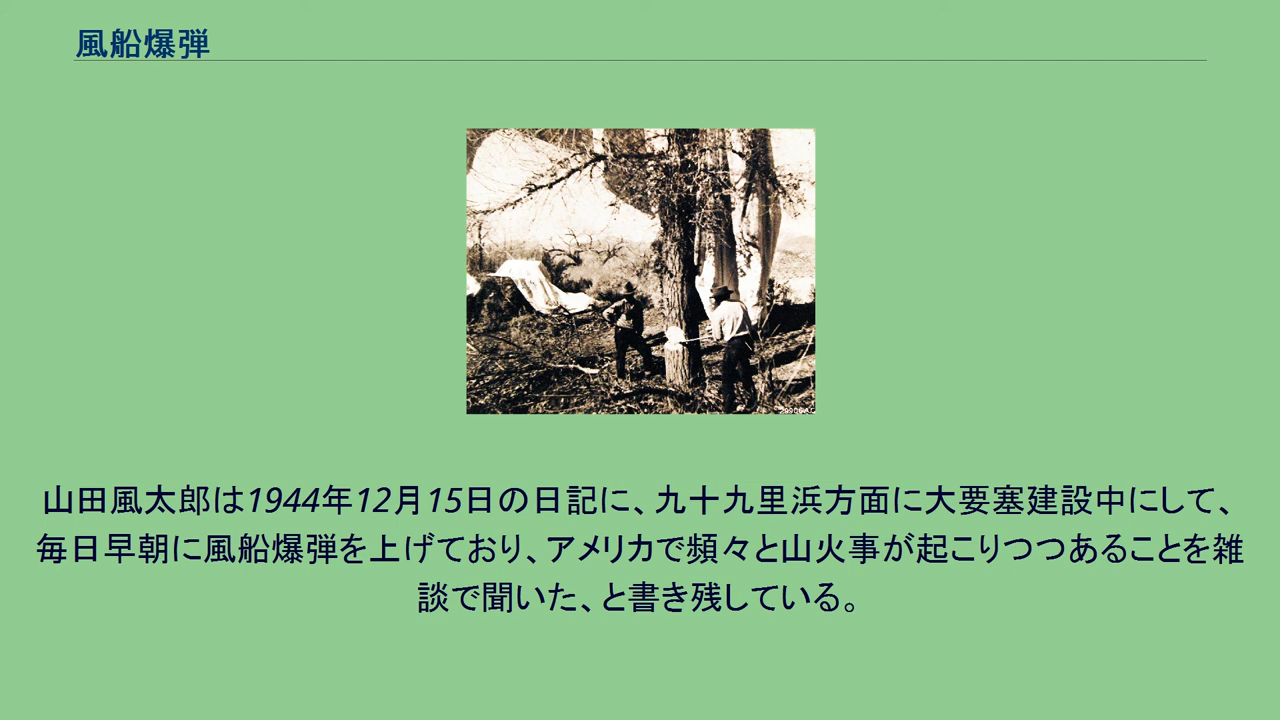 風船爆弾
山田風太郎は1944年12月15日の日記に、九十九里浜方面に大要塞建設中にして、
毎日早朝に風船爆弾を上げており、アメリカで頻々と山火事が起こりつつあることを雑
談で聞いた、と書き残している。